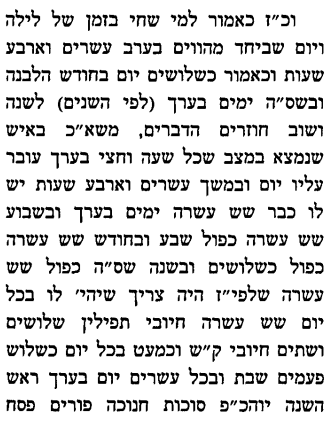 וכ״ז כאמור למי שחי בזמן של לילה
ויום שביחד מהווים בערב עשרים וארבע
שעות וכאמור כשלושים יום בחודש הלבנה
ובשס״ה ימים בערך (לפי השנים) לשנה
ושוב חוזרים הדברים, משא״כ באיש
שנמצא במצב שכל שעה וחצי בערך עובר
עליו יום ובמשך עשרים וארבע שעות יש
לו כבר שש עשרה ימים בערך ובשבוע
שש עשרה כפול שבע ובחודש שש עשרה
כפול כשלושים ובשנה שס״ה כפול שש
עשרה שלפי״ז היה צריך שיהי׳ לו בכל
יום שש עשרה חיובי תפילין שלושים
ושתים חיובי ק״ש וכמעט בכל יום כשלוש
פעמים שבת ובכל עשרים יום בערך ראש
השנה יוהכ״פ סוכות חנוכה פורים פסח